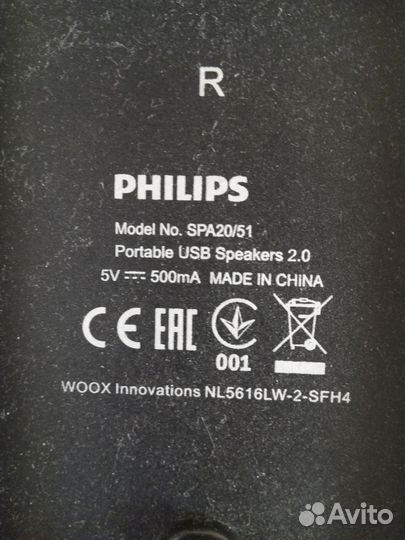 R
PHILIPS
Model No. SPA20/51
Portable USB Speakers 2.0
5V ⎓ 500mA MADE IN CHINA
CE EAC
001
WOOX Innovations NL5616LW-2-SFH4
Avito